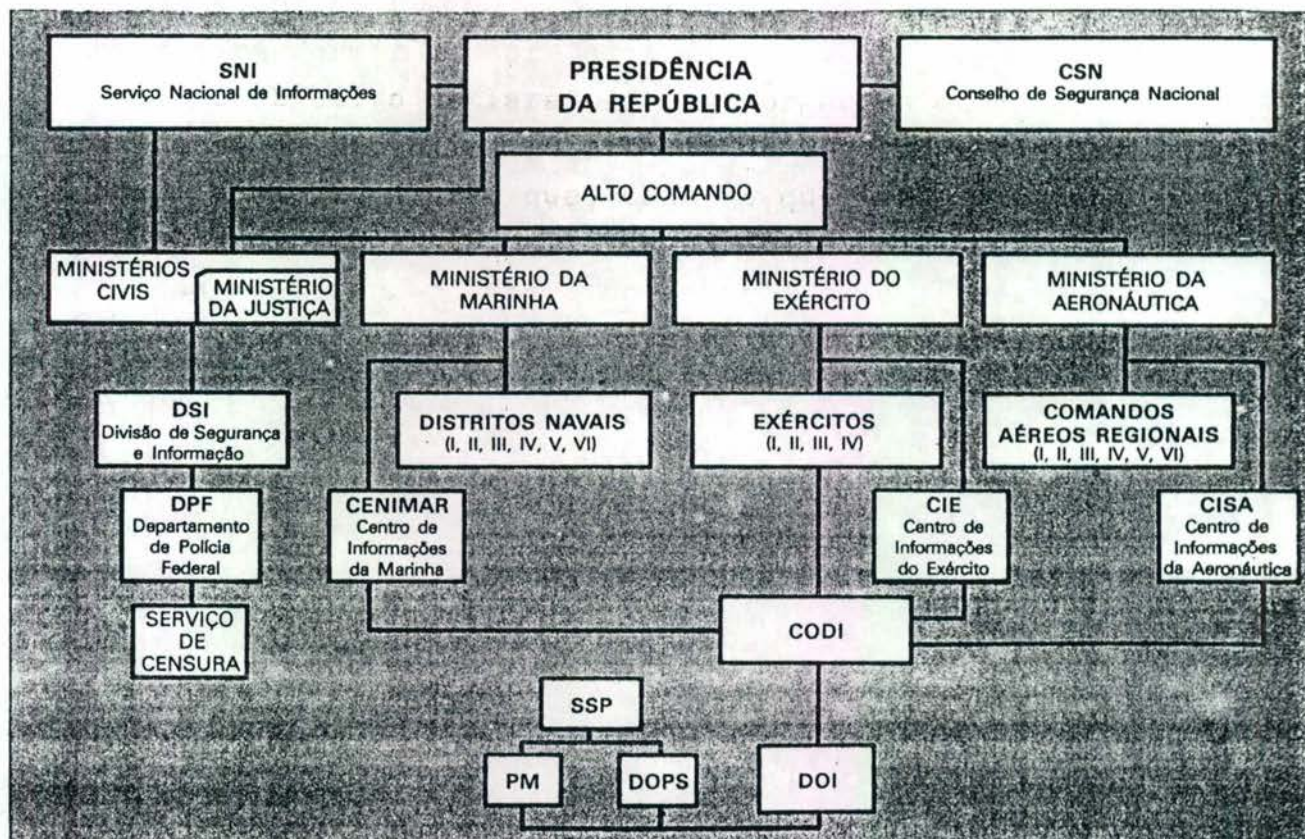 SNI
Serviço Nacional de Informações
PRESIDÊNCIA
DA REPÚBLICA
CSN
Conselho de Segurança Nacional
ALTO COMANDO
MINISTÉRIOS
CIVIS
MINISTÉRIO
DA JUSTIÇA
MINISTÉRIO DA
MARINHA
MINISTÉRIO DO
EXÉRCITO
MINISTÉRIO DA
AERONÁUTICA
DSI
Divisão de Segurança
e Informação
DISTRITOS NAVAIS
(I, II, III, IV, V, VI)
EXÉRCITOS
(I, II, III, IV)
COMANDOS
AÉREOS REGIONAIS
(I, II, III, IV, V, VI)
DPF
Departamento
de Polícia
Federal
CENIMAR
Centro de
Informações
da Marinha
CIE
Centro de
Informações
do Exército
CISA
Centro de
Informações
da Aeronáutica
SERVIÇO
DE
CENSURA
CODI
SSP
PM
DOPS
DOI